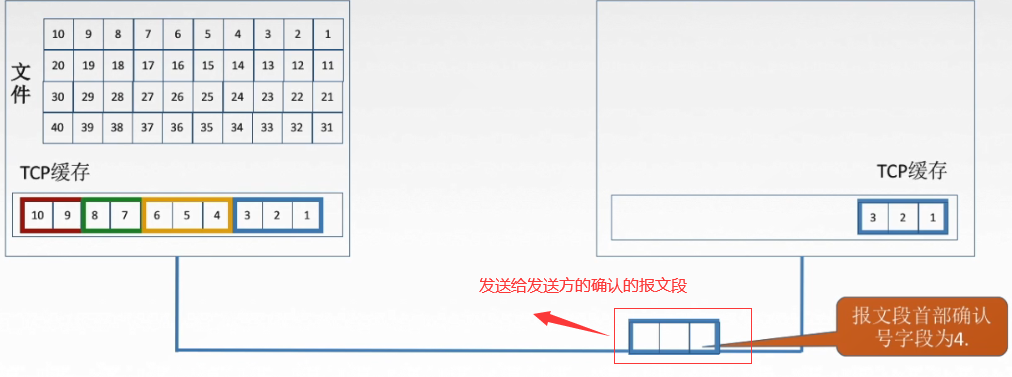 文件
10 9 8 7 6 5 4 3 2 1
20 19 18 17 16 15 14 13 12 11
30 29 28 27 26 25 24 23 22 21
40 39 38 37 36 35 34 33 32 31
TCP缓存
10 9 8 7 6 5 4 3 2 1
TCP缓存
3 2 1
发送给发送方的确认的报文段
报文段首部确认
号字段为4.